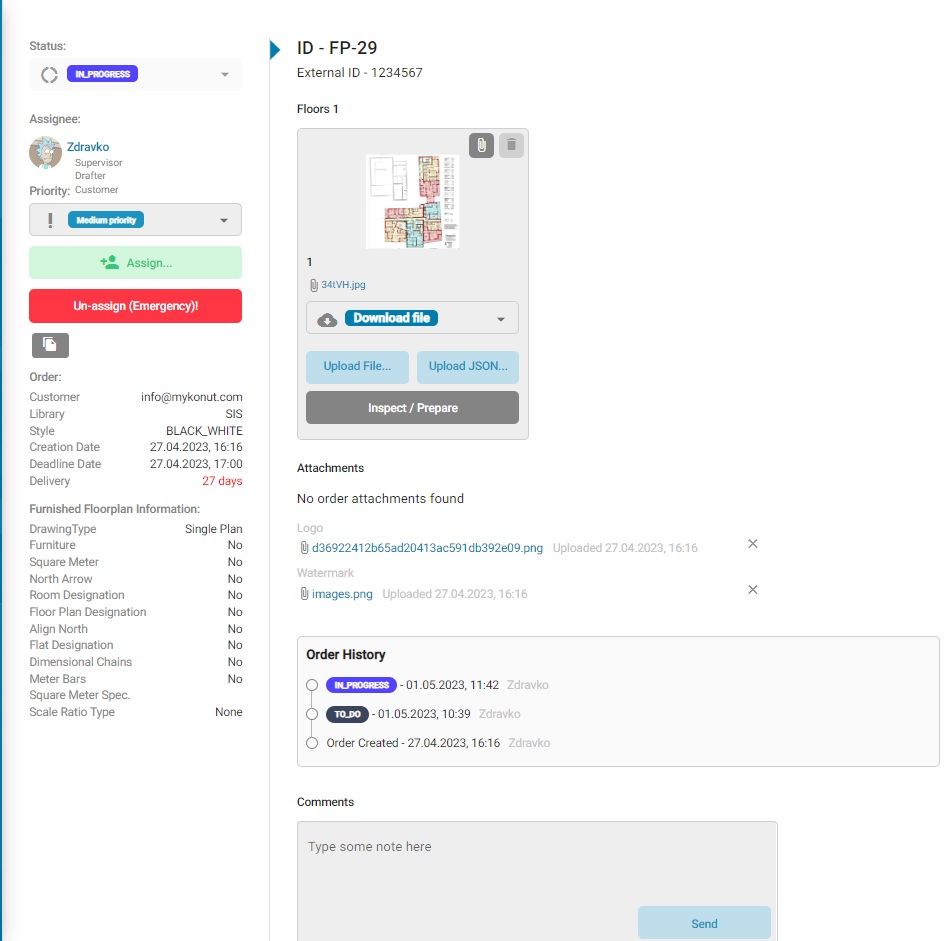 Status:
IN_PROGRESS
Assignee:
Zdravko
Supervisor
Drafter
Customer
Priority:
Medium priority
Assign...
Un-assign (Emergency)!
Order:
Customer info@mykonut.com
Library SIS
Style BLACK_WHITE
Creation Date 27.04.2023, 16:16
Deadline Date 27.04.2023, 17:00
Delivery 27 days
Furnished Floorplan Information:
DrawingType Single Plan
Furniture No
Square Meter No
North Arrow No
Room Designation No
Floor Plan Designation No
Align North No
Flat Designation No
Dimensional Chains No
Meter Bars No
Square Meter Spec.
Scale Ratio Type None
ID - FP-29
External ID - 1234567
Floors 1
1
34tVH.jpg
Download file
Upload File... Upload JSON...
Inspect / Prepare
Attachments
No order attachments found
Logo
d36922412b65ad20413ac591db392e09.png Uploaded 27.04.2023, 16:16
Watermark
images.png Uploaded 27.04.2023, 16:16
Order History
IN_PROGRESS - 01.05.2023, 11:42 Zdravko
TO_DO - 01.05.2023, 10:39 Zdravko
Order Created - 27.04.2023, 16:16 Zdravko
Comments
Type some note here
Send